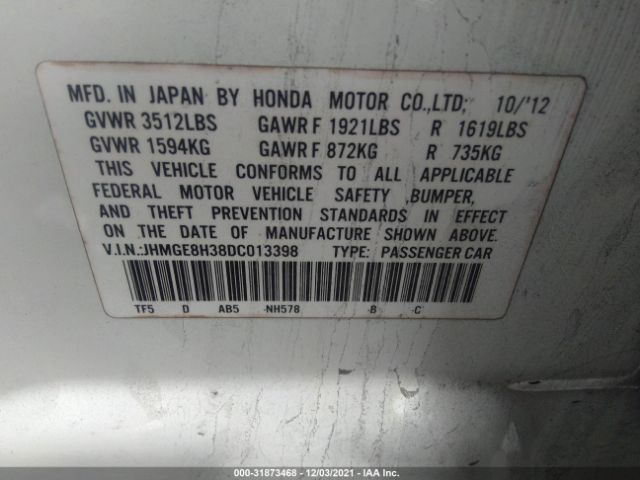 MFD. IN JAPAN BY HONDA MOTOR CO.,LTD; 10/'12
GVWR 3512LBS GAWR F 1921LBS R 1619LBS
GVWR 1594KG GAWR F 872KG R 735KG
THIS VEHICLE CONFORMS TO ALL APPLICABLE
FEDERAL MOTOR VEHICLE SAFETY ,BUMPER,
AND THEFT PREVENTION STANDARDS IN EFFECT
ON THE DATE OF MANUFACTURE SHOWN ABOVE.
V.I.N.:JHMGE8H38DC013398 TYPE: PASSENGER CAR
TF5 D AB5 -NH578 -B -C
000-31873468 - 12/03/2021 - IAA Inc.